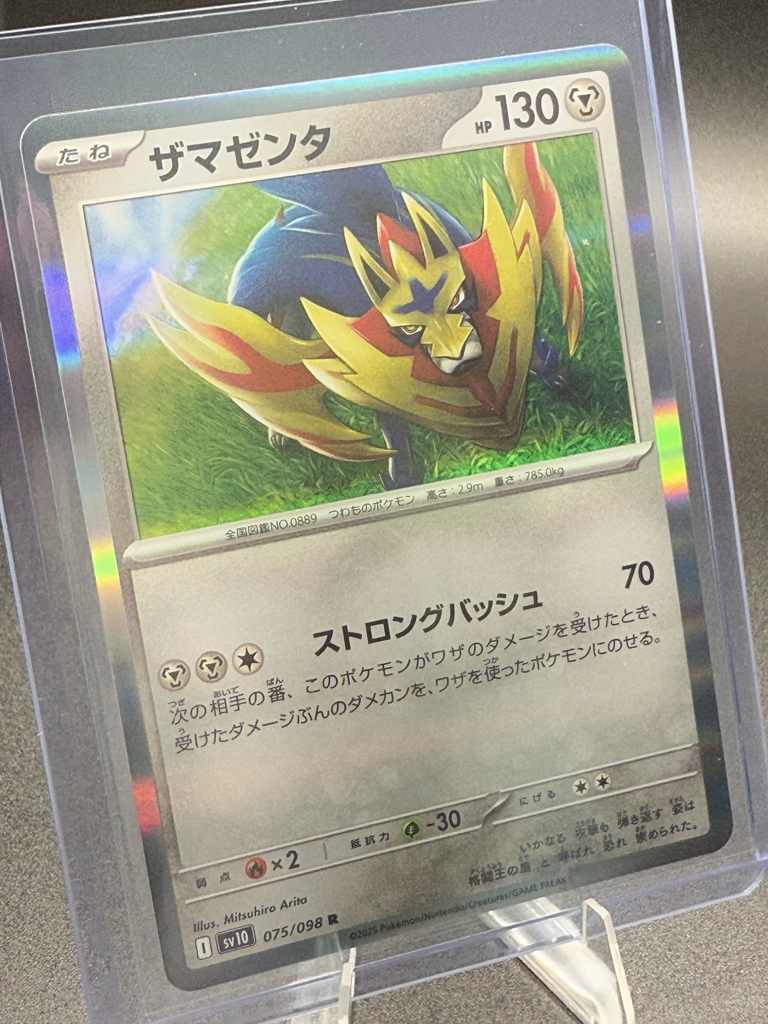 たね ザマゼンタ HP 130
全国図鑑NO.0889 つわものポケモン 高さ:2.9m 重さ:785.0kg
ストロングバッシュ 70
次の相手の番、このポケモンがワザのダメージを受けたとき、
受けたダメージぶんのダメカンを、ワザを使ったポケモンにのせる。
弱点 ×2 抵抗力 -30 にげる
いかなる攻撃も弾き返す姿は
格闘王の盾と呼ばれ恐れ崇められた。
Illus. Mitsuhiro Arita
I sv10 075/098 R ©2025 Pokémon/Nintendo/Creatures/GAME FREAK